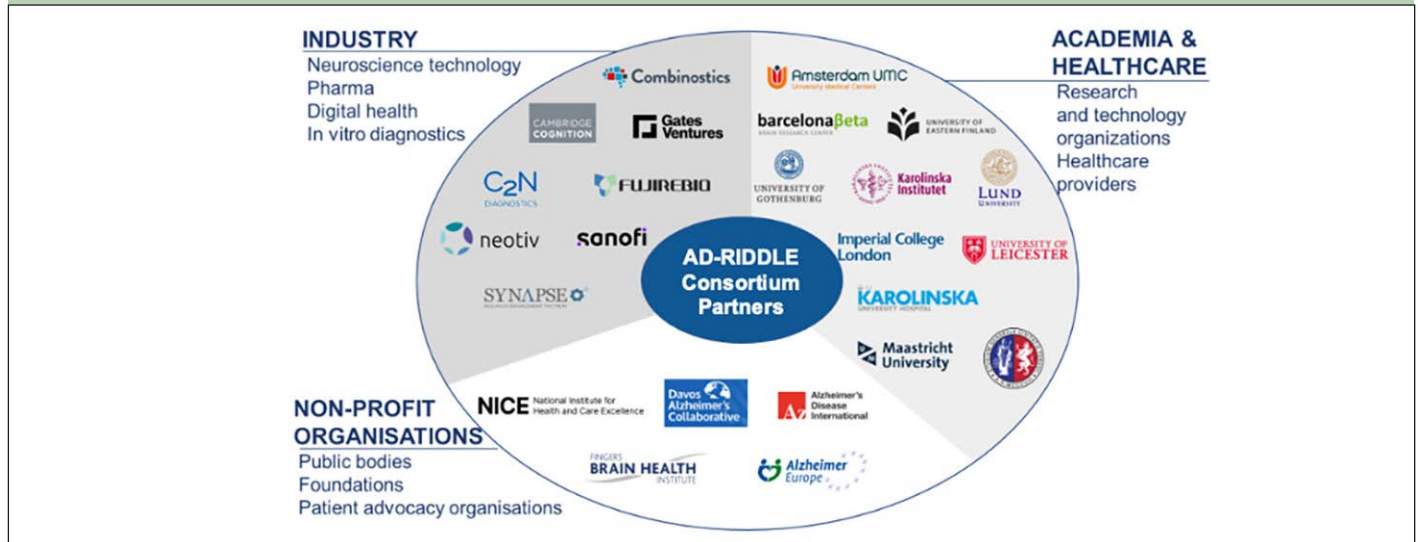 INDUSTRY
Neuroscience technology
Pharma
Digital health
In vitro diagnostics
ACADEMIA &
HEALTHCARE
Research
and technology
organizations
Healthcare
providers
Combinostics
Amsterdam UMC
University Medical Centers
CAMBRIDGE
COGNITION
Gates
Ventures
barcelonaβeta
BRAIN RESEARCH CENTER
UNIVERSITY OF
EASTERN FINLAND
C2N
DIAGNOSTICS
FUJIREBIO
UNIVERSITY OF
GOTHENBURG
Karolinska
Institutet
LUND
UNIVERSITY
neotiv
sanofi
AD-RIDDLE
Consortium
Partners
Imperial College
London
UNIVERSITY OF
LEICESTER
SYNAPSE
KAROLINSKA
UNIVERSITY HOSPITAL
Maastricht
University
NON-PROFIT
ORGANISATIONS
Public bodies
Foundations
Patient advocacy organisations
NICE National Institute for
Health and Care Excellence
Davos
Alzheimer's
Collaborative
Alzheimer's
Disease
International
FINGERS
BRAIN HEALTH
INSTITUTE
Alzheimer
Europe